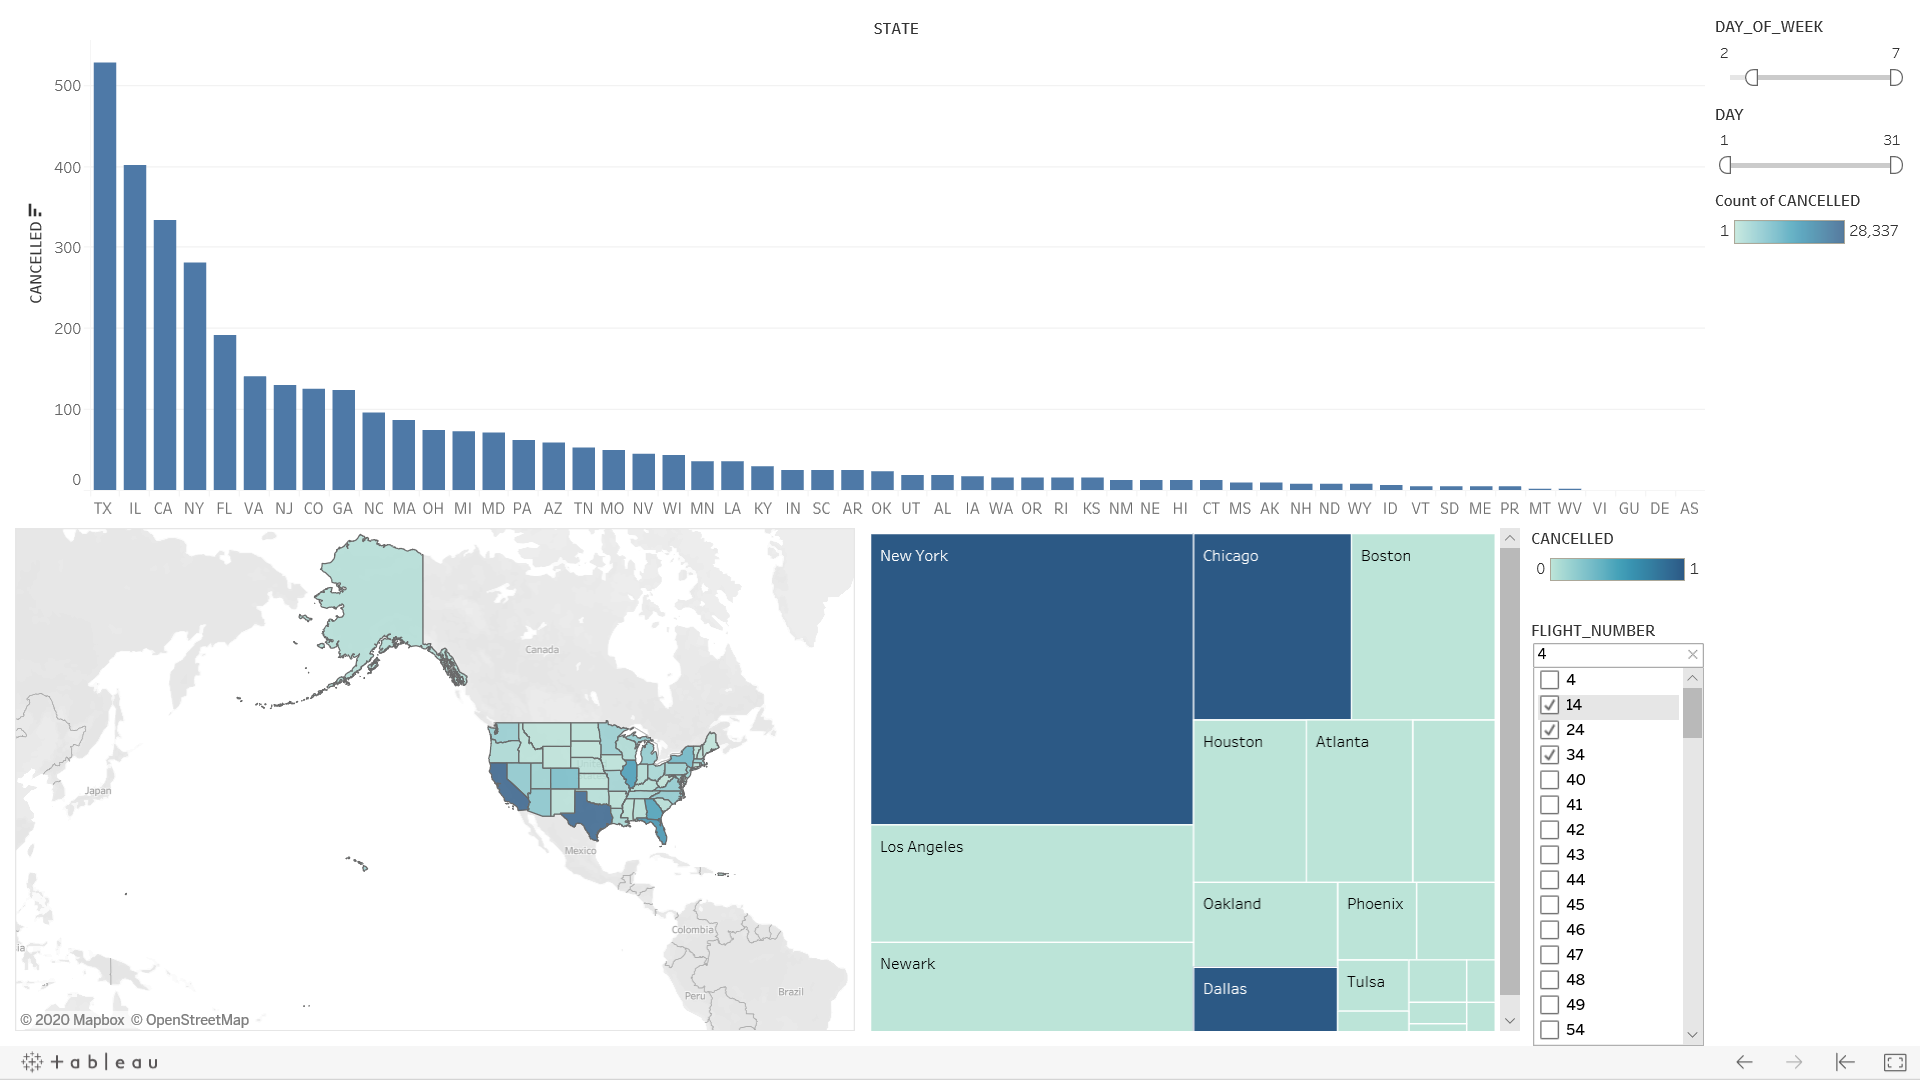 STATE
CANCELLED
500
400
300
200
100
0
TX IL CA NY FL VA NJ CO GA NC MA OH MI MD PA AZ TN MO NV WI MN LA KY IN SC AR OK UT AL IA WA OR RI KS NM NE HI CT MS AK NH ND WY ID VT SD ME PR MT WV VI GU DE AS
DAY_OF_WEEK
2 7
DAY
1 31
Count of CANCELLED
1 28,337
Canada
Japan
Mexico
Colombia
Peru
Brazil
ia
© 2020 Mapbox © OpenStreetMap
New York
Chicago
Boston
Los Angeles
Houston
Atlanta
Newark
Oakland
Phoenix
Dallas
Tulsa
CANCELLED
0 1
FLIGHT_NUMBER
4
4
14
24
34
40
41
42
43
44
45
46
47
48
49
54
+ableau